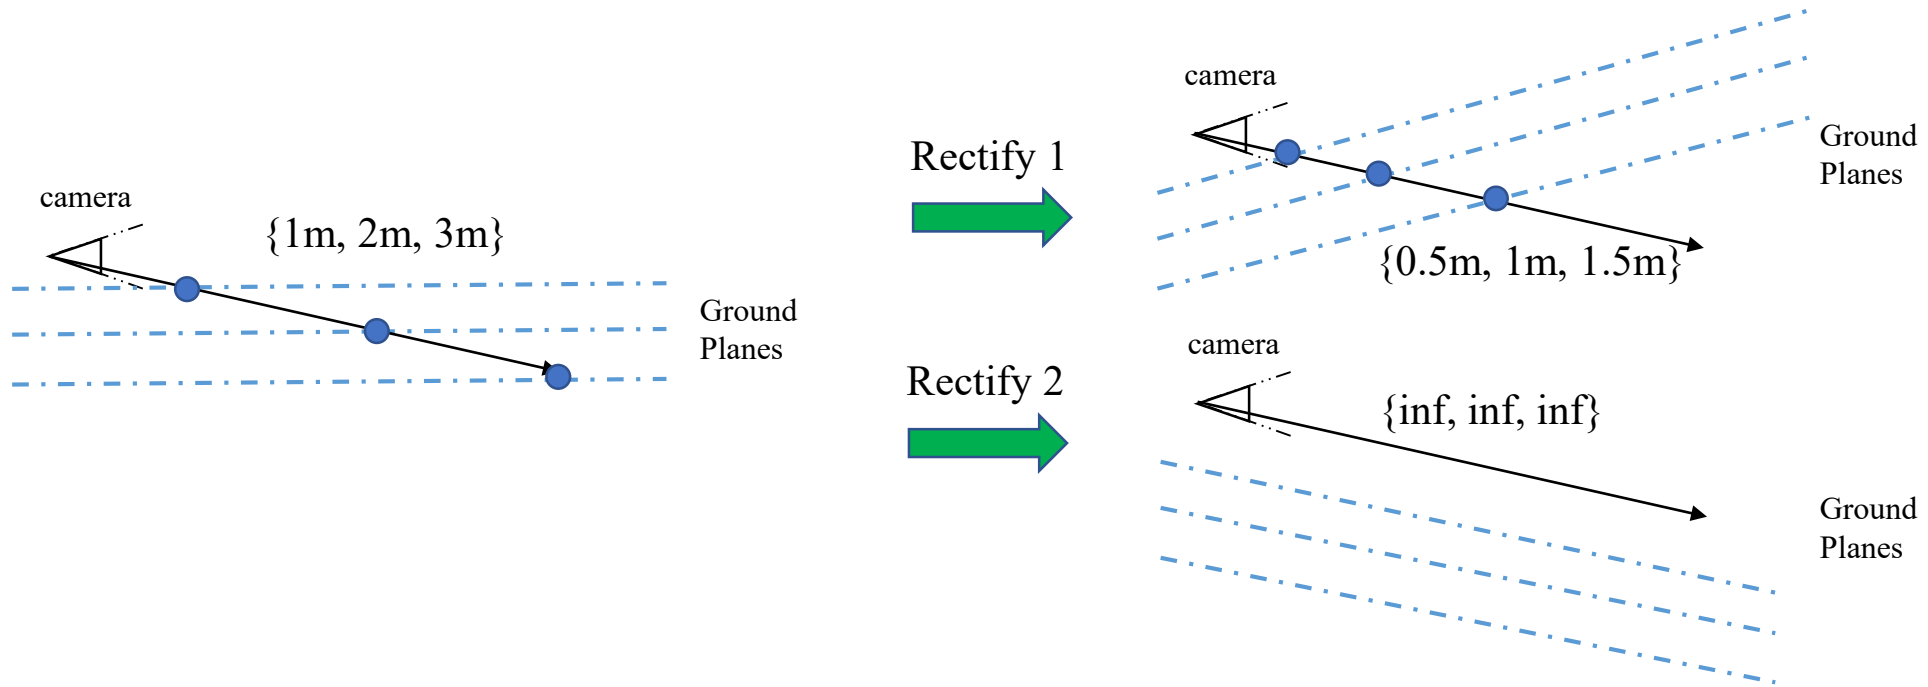 camera
{1m, 2m, 3m}
Ground
Planes
Rectify 1
Rectify 2
camera
Ground
Planes
{0.5m, 1m, 1.5m}
camera
{inf, inf, inf}
Ground
Planes